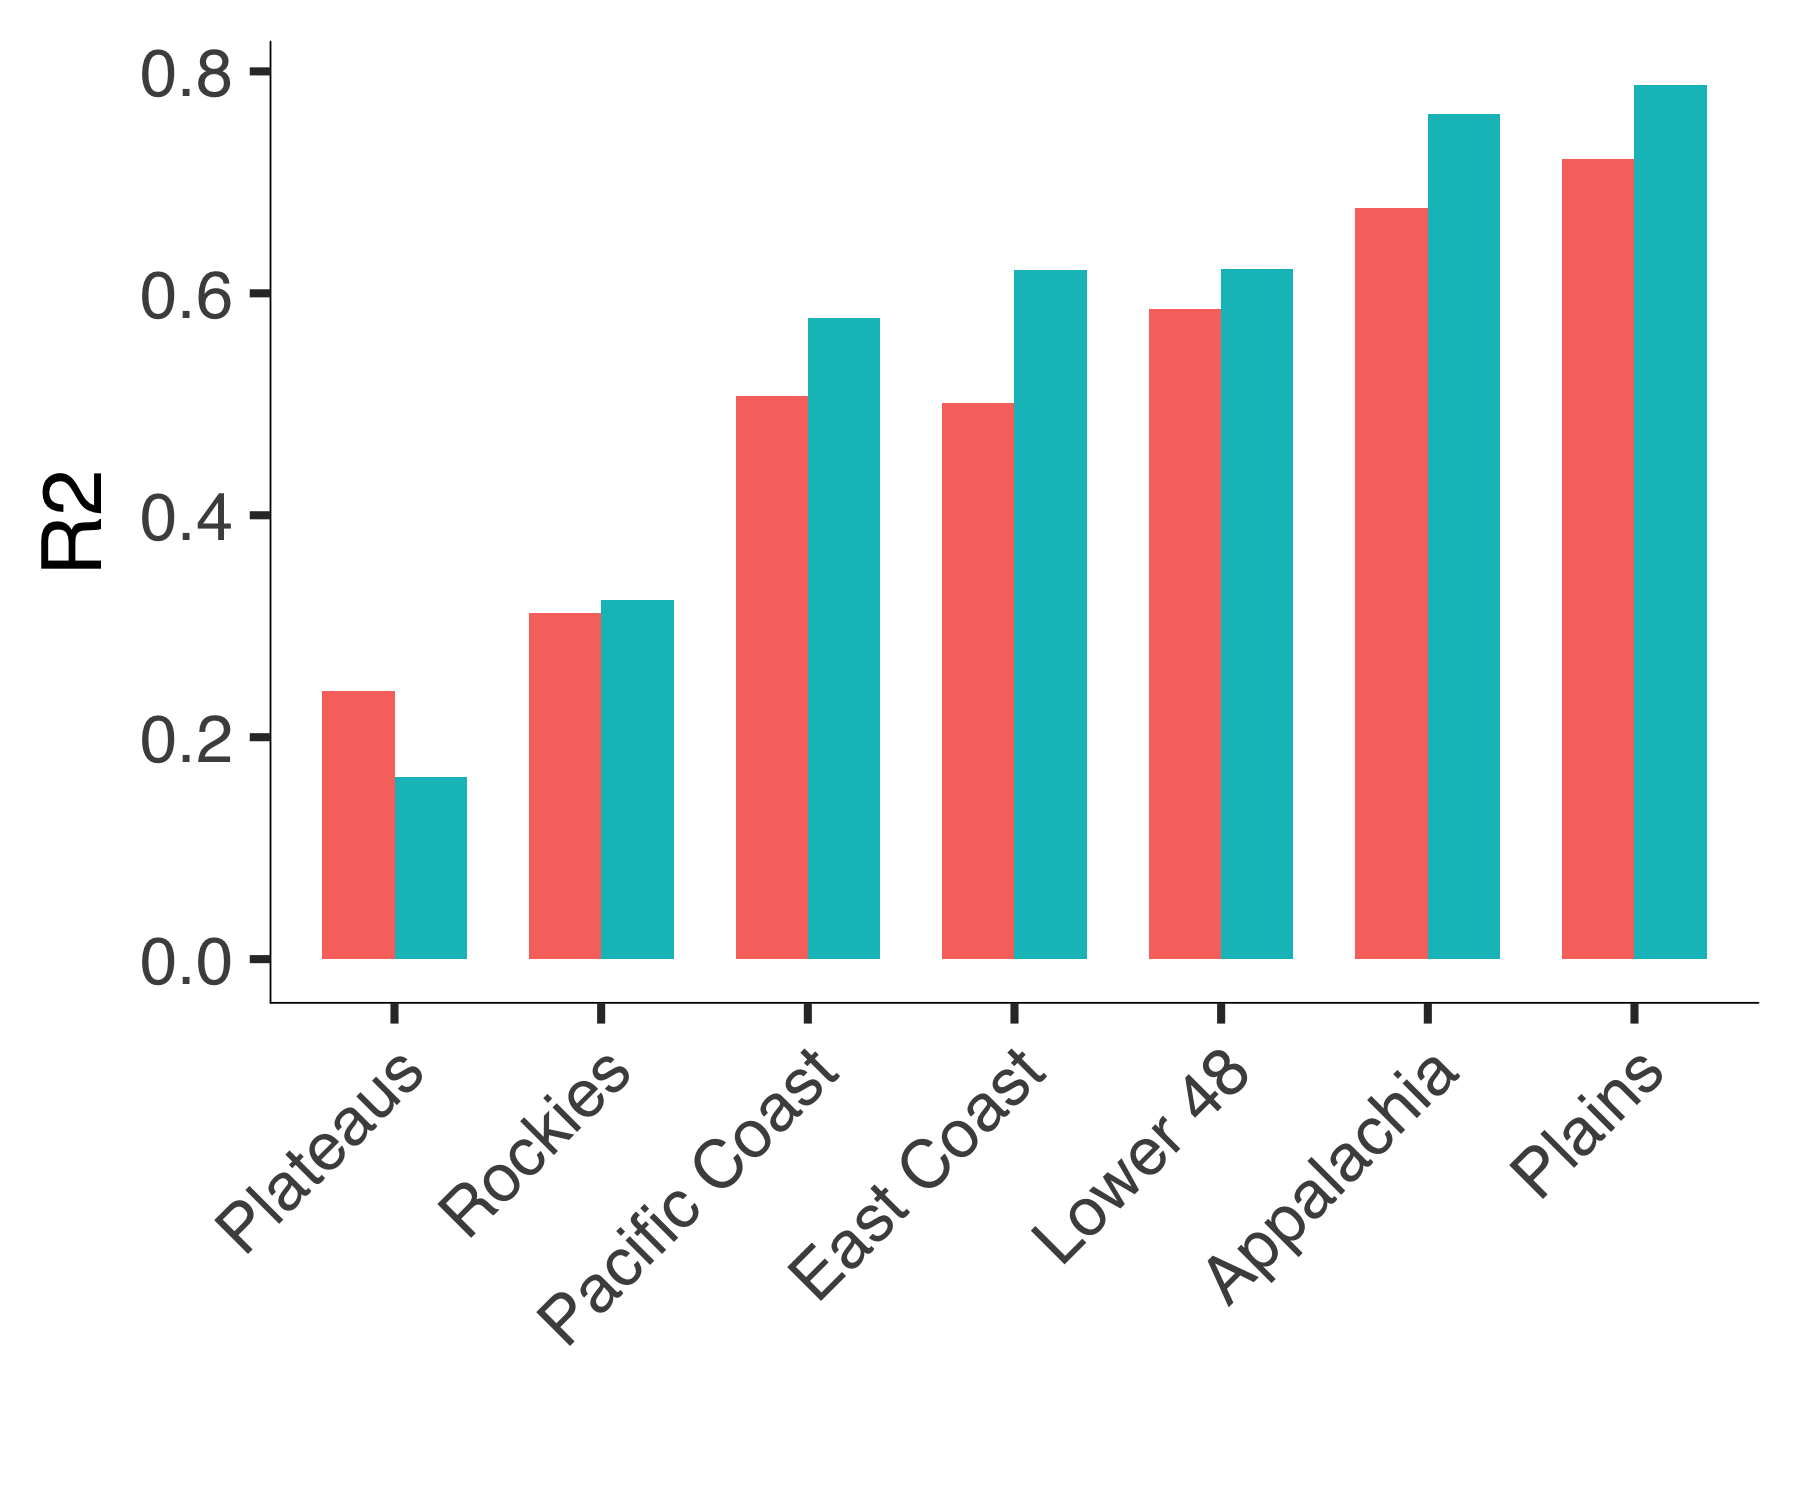 0.8
0.6
0.4
0.2
0.0
R2
Plateaus
Rockies
Pacific Coast
East Coast
Lower 48
Appalachia
Plains